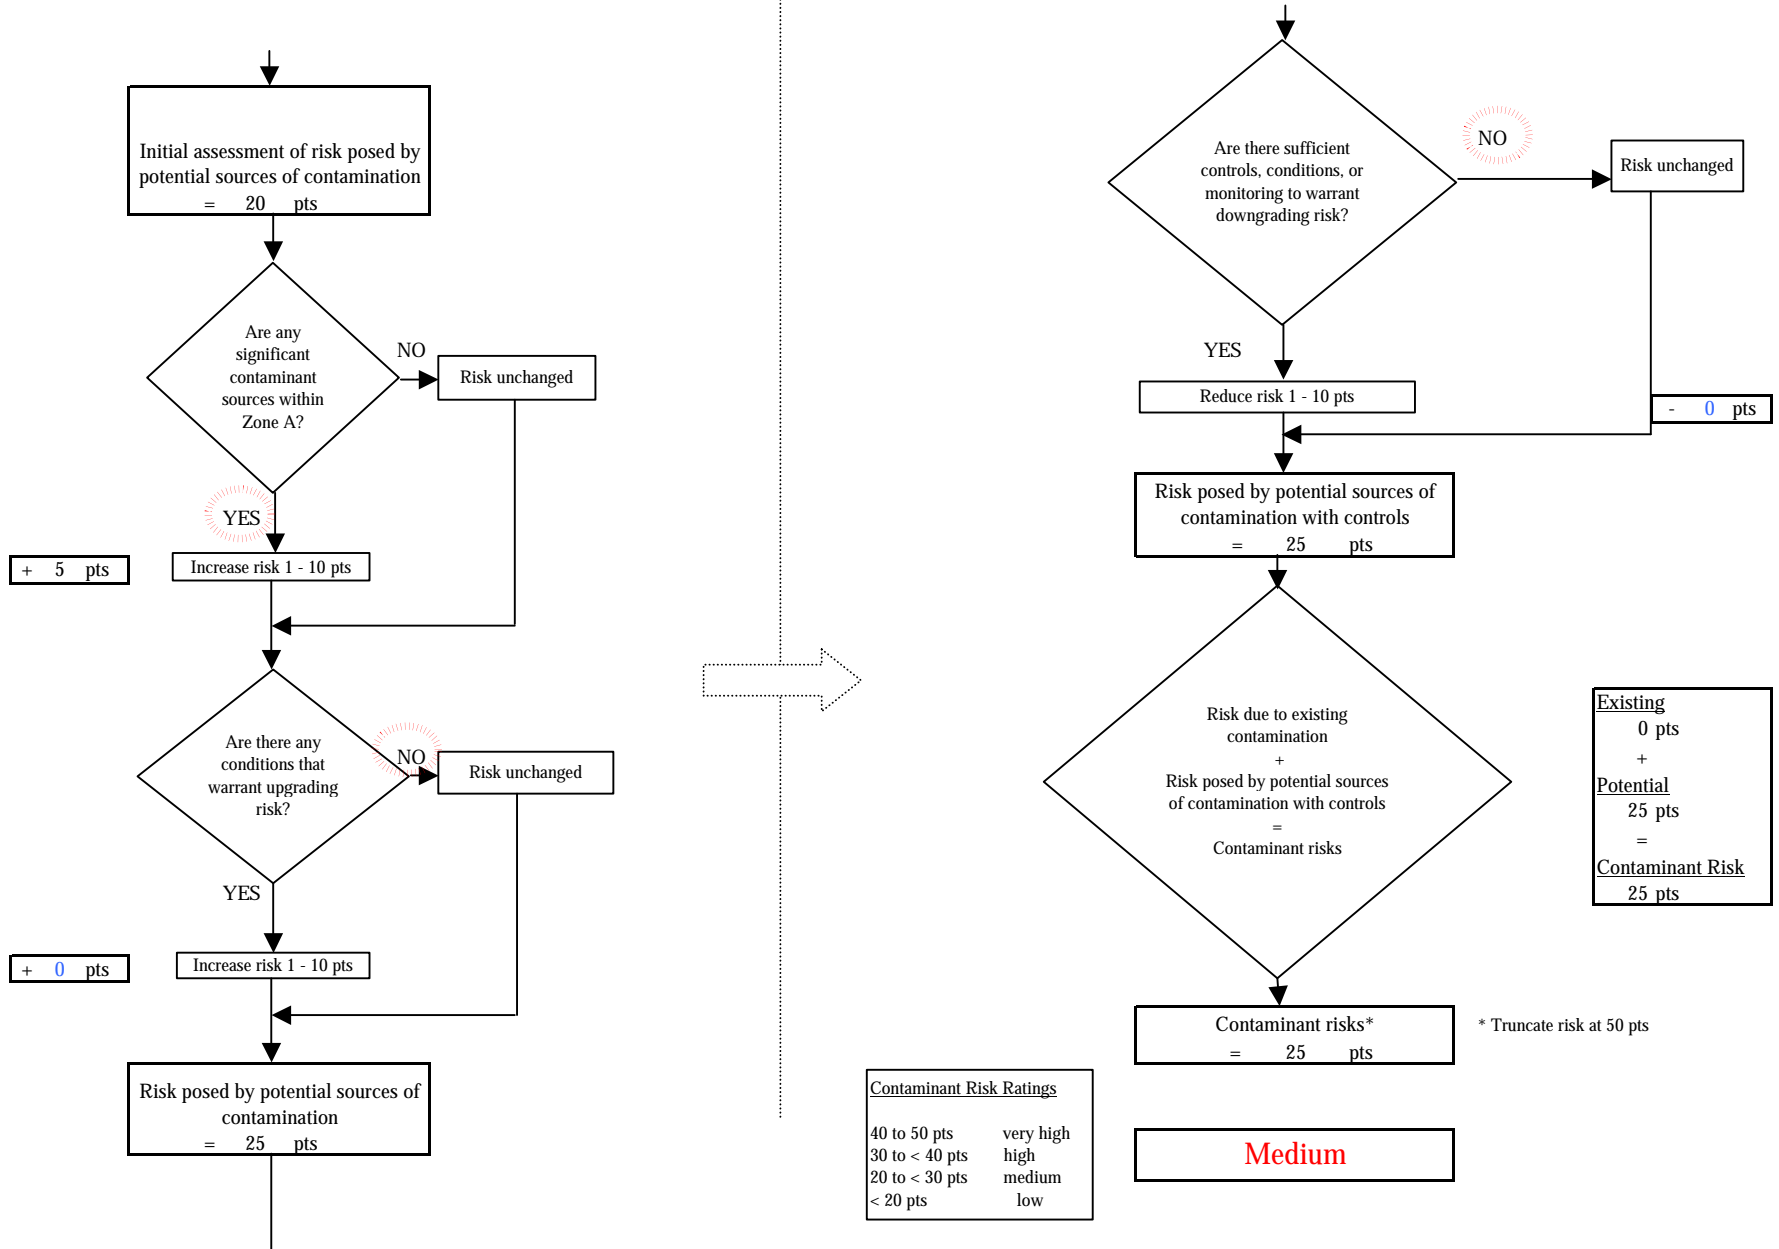 Initial assessment of risk posed by
potential sources of contamination
= 20 pts
Are any
significant
contaminant
sources within
Zone A?
NO
Risk unchanged
YES
+ 5 pts
Increase risk 1 - 10 pts
Are there any
conditions that
warrant upgrading
risk?
NO
Risk unchanged
YES
+ 0 pts
Increase risk 1 - 10 pts
Risk posed by potential sources of
contamination
= 25 pts
Are there sufficient
controls, conditions, or
monitoring to warrant
downgrading risk?
NO
Risk unchanged
YES
Reduce risk 1 - 10 pts
- 0 pts
Risk posed by potential sources of
contamination with controls
= 25 pts
Risk due to existing
contamination
+
Risk posed by potential sources
of contamination with controls
=
Contaminant risks
Existing
0 pts
+
Potential
25 pts
=
Contaminant Risk
25 pts
Contaminant risks*
= 25 pts
* Truncate risk at 50 pts
Contaminant Risk Ratings
40 to 50 pts very high
30 to < 40 pts high
20 to < 30 pts medium
< 20 pts low
Medium